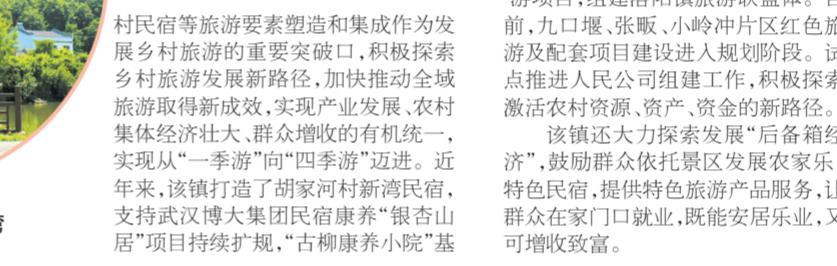 村民宿等旅游要素塑造和集成作为发
展乡村旅游的重要突破口，积极探索
乡村旅游发展新路径，加快推动全域
旅游取得新成效，实现产业发展、农村
集体经济壮大、群众增收的有机统一，
实现从“一季游”向“四季游”迈进。近
年来，该镇打造了胡家河村新湾民宿，
支持武汉博大集团民宿康养“银杏山
居”项目持续扩规，“古柳康养小院”基
前，九口堰、张畈、小岭冲片区红色旅
游及配套项目建设进入规划阶段。试
点推进人民公司组建工作，积极探索
激活农村资源、资产、资金的新路径。
该镇还大力探索发展“后备箱经
济”，鼓励群众依托景区发展农家乐、
特色民宿，提供特色旅游产品服务，让
群众在家门口就业，既能安居乐业，又
可增收致富。